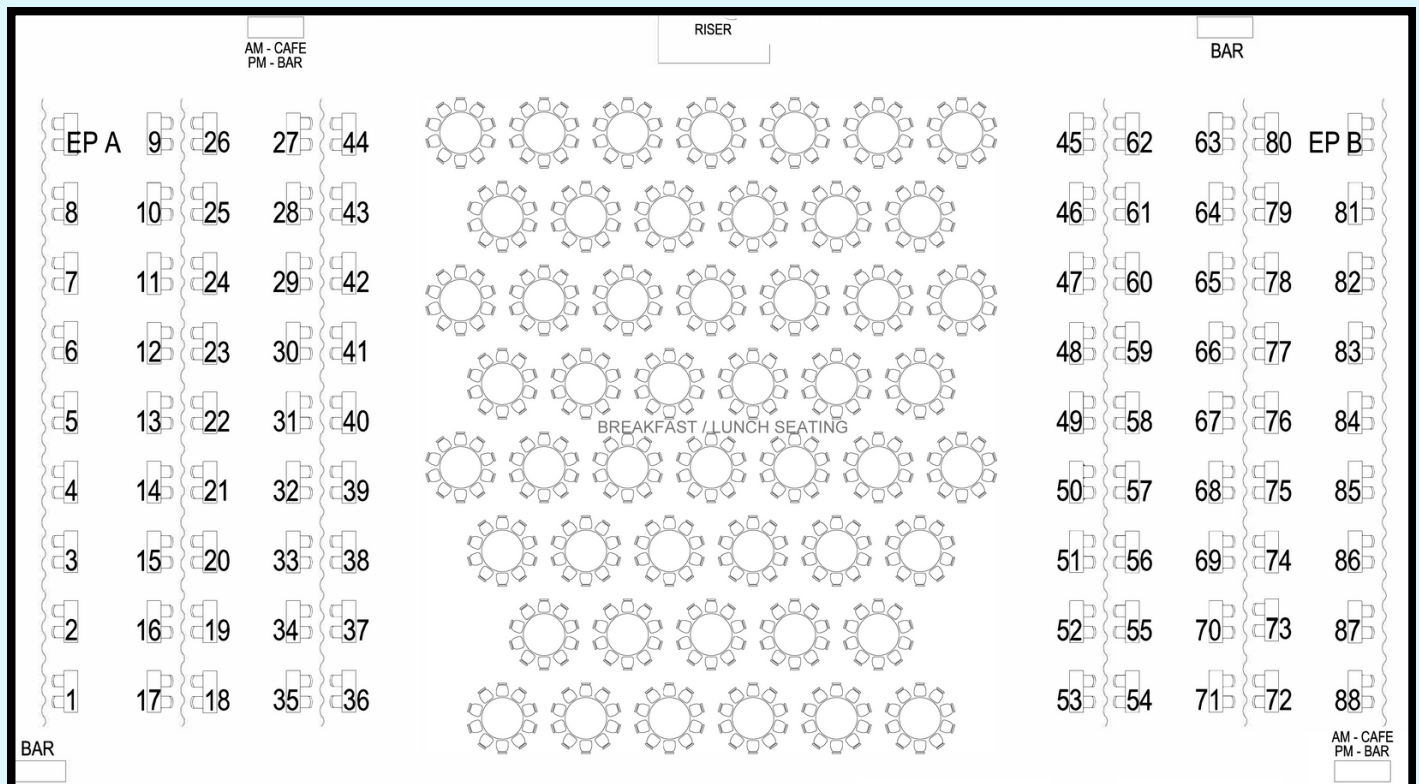 RISER
AM - CAFE
PM - BAR
BAR
EP A 9 26 27 44 45 62 63 80 EP B
8 10 25 28 43 46 61 64 79 81
7 11 24 29 42 47 60 65 78 82
6 12 23 30 41 48 59 66 77 83
5 13 22 31 40 49 58 67 76 84
BREAKFAST / LUNCH SEATING
4 14 21 32 39 50 57 68 75 85
3 15 20 33 38 51 56 69 74 86
2 16 19 34 37 52 55 70 73 87
1 17 18 35 36 53 54 71 72 88
BAR
AM - CAFE
PM - BAR